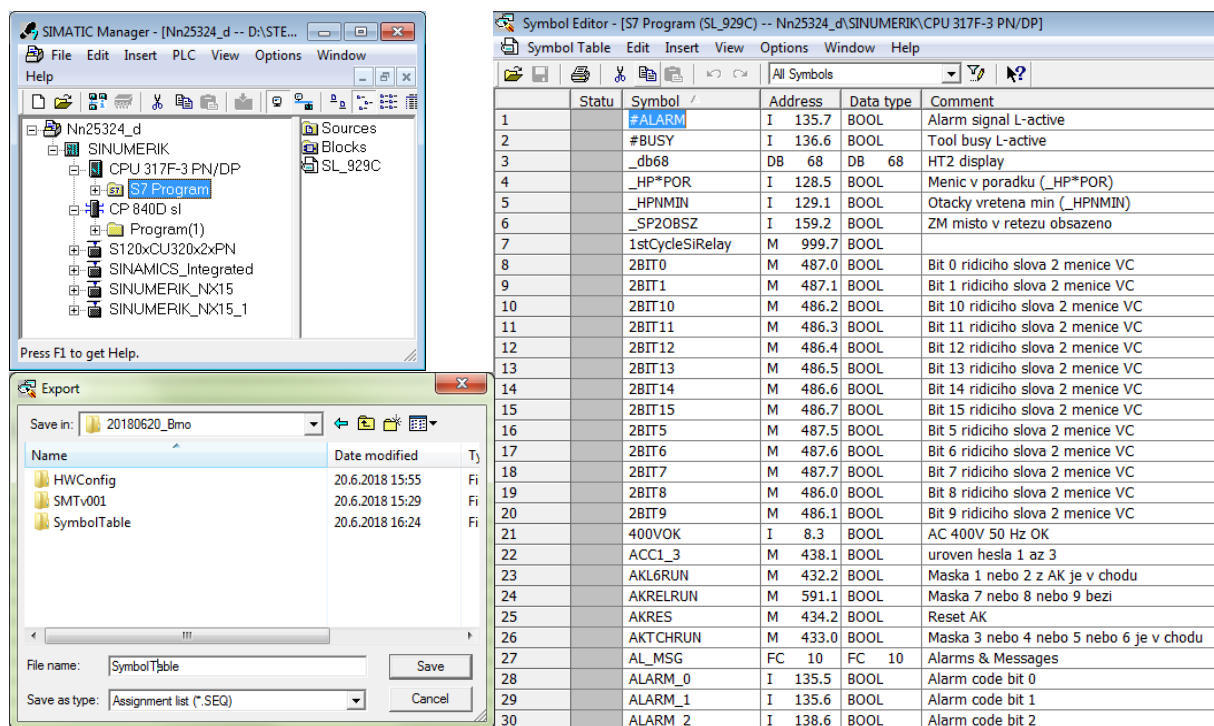 SIMATIC Manager - [Nn25324_d -- D:\STE...
File Edit Insert PLC View Options Window
Help
Nn25324_d
SINUMERIK
CPU 317F-3 PN/DP
S7 Program
CP 840D sl
Program(1)
S120xCU320x2xPN
SINAMICS_Integrated
SINUMERIK_NX15
SINUMERIK_NX15_1
Sources
Blocks
SL_929C
Press F1 to get Help.
Export
Save in: 20180620_Brno
Name Date modified Ty
HWConfig 20.6.2018 15:55 Fi
SMTv001 20.6.2018 15:29 Fi
SymbolTable 20.6.2018 16:24 Fi
File name: SymbolTable Save
Save as type: Assignment list (*.SEQ) Cancel
Symbol Editor - [S7 Program (SL_929C) -- Nn25324_d\SINUMERIK\CPU 317F-3 PN/DP]
Symbol Table Edit Insert View Options Window Help
All Symbols
Statu Symbol Address Data type Comment
1 #ALARM I 135.7 BOOL Alarm signal L-active
2 #BUSY I 136.6 BOOL Tool busy L-active
3 _db68 DB 68 DB 68 HT2 display
4 _HP*POR I 128.5 BOOL Menic v poradku (_HP*POR)
5 _HPNMIN I 129.1 BOOL Otacky vretena min (_HPNMIN)
6 _SP2OBSZ I 159.2 BOOL ZM misto v retezu obsazeno
7 1stCycleSiRelay M 999.7 BOOL
8 2BIT0 M 487.0 BOOL Bit 0 ridiciho slova 2 menice VC
9 2BIT1 M 487.1 BOOL Bit 1 ridiciho slova 2 menice VC
10 2BIT10 M 486.2 BOOL Bit 10 ridiciho slova 2 menice VC
11 2BIT11 M 486.3 BOOL Bit 11 ridiciho slova 2 menice VC
12 2BIT12 M 486.4 BOOL Bit 12 ridiciho slova 2 menice VC
13 2BIT13 M 486.5 BOOL Bit 13 ridiciho slova 2 menice VC
14 2BIT14 M 486.6 BOOL Bit 14 ridiciho slova 2 menice VC
15 2BIT15 M 486.7 BOOL Bit 15 ridiciho slova 2 menice VC
16 2BIT5 M 487.5 BOOL Bit 5 ridiciho slova 2 menice VC
17 2BIT6 M 487.6 BOOL Bit 6 ridiciho slova 2 menice VC
18 2BIT7 M 487.7 BOOL Bit 7 ridiciho slova 2 menice VC
19 2BIT8 M 486.0 BOOL Bit 8 ridiciho slova 2 menice VC
20 2BIT9 M 486.1 BOOL Bit 9 ridiciho slova 2 menice VC
21 400VOK I 8.3 BOOL AC 400V 50 Hz OK
22 ACC1_3 M 438.1 BOOL uroven hesla 1 az 3
23 AKL6RUN M 432.2 BOOL Maska 1 nebo 2 z AK je v chodu
24 AKRELRUN M 591.1 BOOL Maska 7 nebo 8 nebo 9 bezi
25 AKRES M 434.2 BOOL Reset AK
26 AKTCHRUN M 433.0 BOOL Maska 3 nebo 4 nebo 5 nebo 6 je v chodu
27 AL_MSG FC 10 FC 10 Alarms & Messages
28 ALARM_0 I 135.5 BOOL Alarm code bit 0
29 ALARM_1 I 135.6 BOOL Alarm code bit 1
30 ALARM_2 I 138.6 BOOL Alarm code bit 2